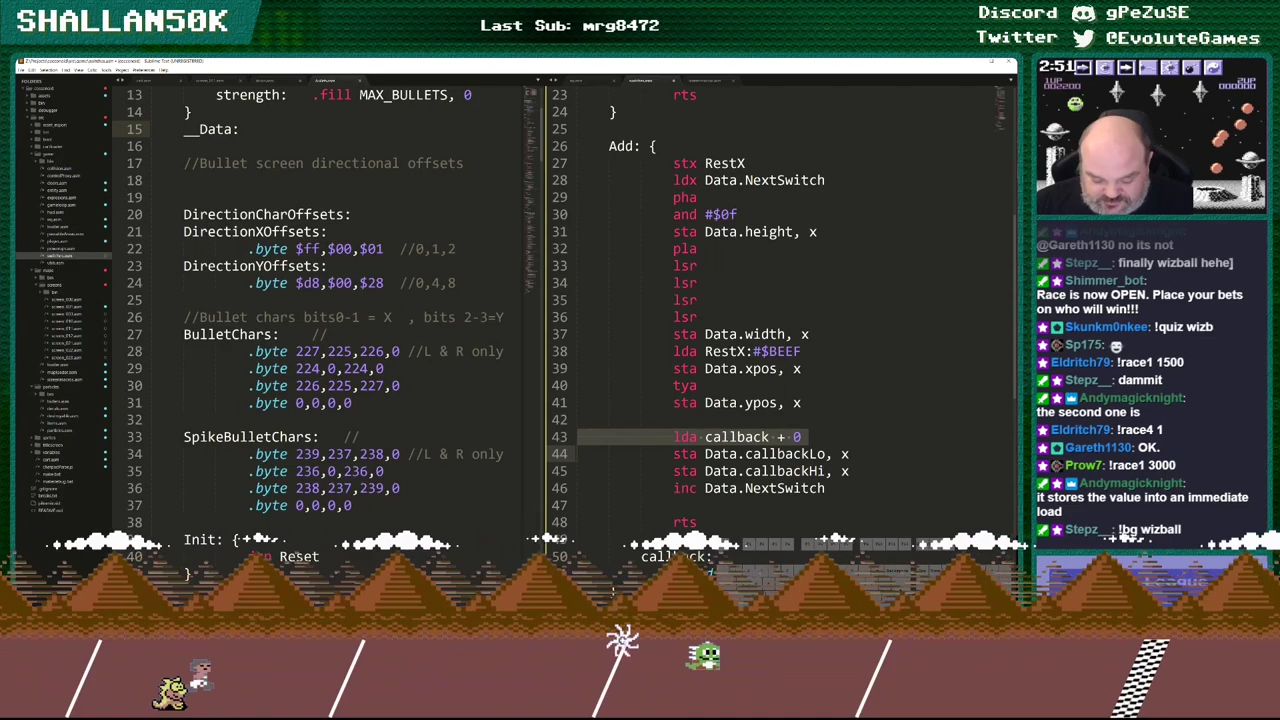 SHALLAN50K
Last Sub: mrg8472
Discord gPeZuSE
Twitter @EvoluteGames
13 strength: .fill MAX_BULLETS, 0
14 }
15 __Data:
16
17 //Bullet screen directional offsets
18
19
20 DirectionCharOffsets:
21 DirectionXOffsets:
22 .byte $ff,$00,$01 //0,1,2
23 DirectionYOffsets:
24 .byte $d8,$00,$28 //0,4,8
25
26 //Bullet chars bits0-1 = X , bits 2-3=Y
27 BulletChars: //
28 .byte 227,225,226,0 //L & R only
29 .byte 224,0,224,0
30 .byte 226,225,227,0
31 .byte 0,0,0,0
32
33 SpikeBulletChars: //
34 .byte 239,237,238,0 //L & R only
35 .byte 236,0,236,0
36 .byte 238,237,239,0
37 .byte 0,0,0,0
38
Init: {
40 Reset
}
23 rts
24 }
25
26 Add: {
27 stx RestX
28 ldx Data.NextSwitch
29 pha
30 and #$0f
31 sta Data.height, x
32 pla
33 lsr
34 lsr
35 lsr
36 lsr
37 sta Data.width, x
38 lda RestX:#$BEEF
39 sta Data.xpos, x
40 tya
41 sta Data.ypos, x
42
43 lda callback + 0
44 sta Data.callbackLo, x
45 sta Data.callbackHi, x
46 inc Data.NextSwitch
47
48 rts
50 callback:
2:51
1UP
002200
2UP
000000
@Gareth1130 no its not
Stepz__: finally wizball hehe]
Shimmer_bot:
Race is now OPEN. Place your bets
on who will win!
Skunkm0nkee: !quiz wizb
Sp175:
Eldritch79: !race1 1500
Stepz__: dammit
Andymagicknight:
the second one is
Eldritch79: !race4 1
Gareth1130: OK.
Prow7: !race1 3000
Andymagicknight:
it stores the value into an immediate
load
Stepz__: !bg wizball